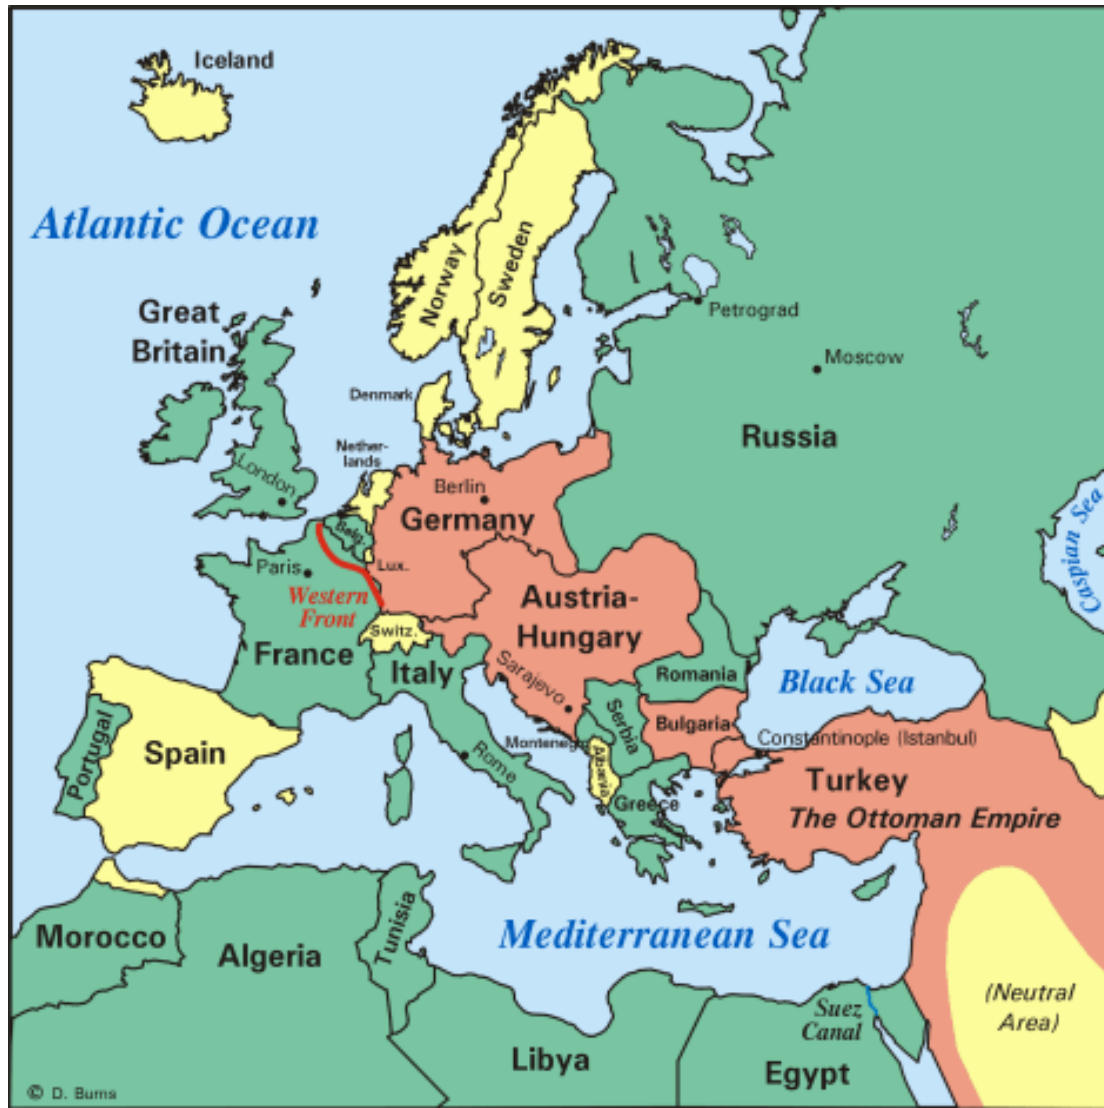 Iceland
Atlantic Ocean
Norway
Sweden
Great
Britain
Petrograd
Moscow
Denmark
Russia
Nether-
lands
London
Berlin
Germany
Belg.
Caspian Sea
Paris
Lux.
Western
Front
Austria-
Hungary
Switz.
France
Italy
Sarajevo
Romania
Black Sea
Portugal
Spain
Serbia
Bulgaria
Montenegro
Constantinople (Istanbul)
Rome
Albania
Turkey
Greece
The Ottoman Empire
Morocco
Algeria
Tunisia
Mediterranean Sea
(Neutral
Area)
Suez
Canal
Libya
Egypt
© D. Burns